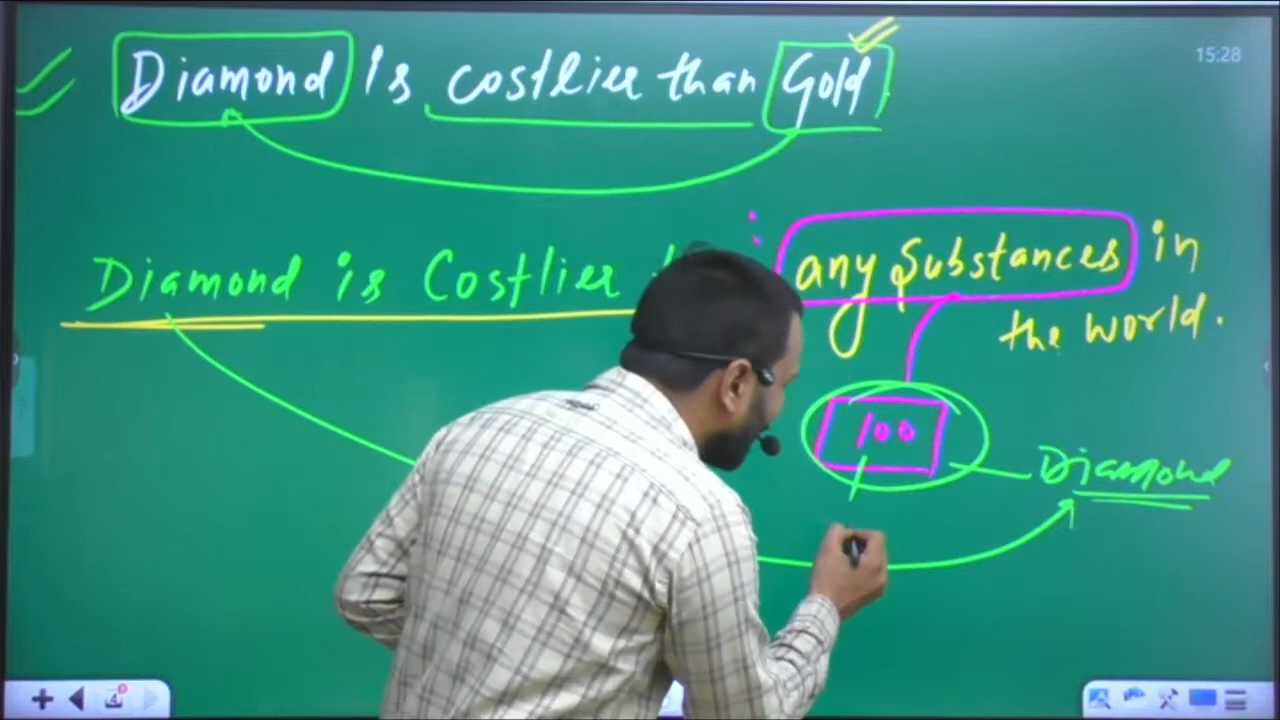 Diamond is costlier than Gold
15:28
Diamond is Costlier any Substances in
the world.
100
Diamond